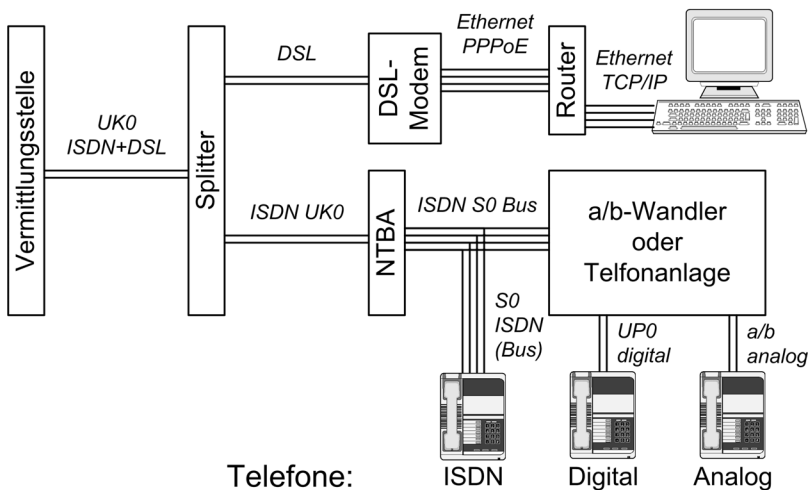 Vermittlungsstelle
UK0
ISDN+DSL
Splitter
DSL
DSL-
Modem
Ethernet
PPPoE
Router
Ethernet
TCP/IP
ISDN UK0
NTBA
ISDN S0 Bus
a/b-Wandler
oder
Telfonanlage
S0
ISDN
(Bus)
UP0
digital
a/b
analog
Telefone:
ISDN
Digital
Analog